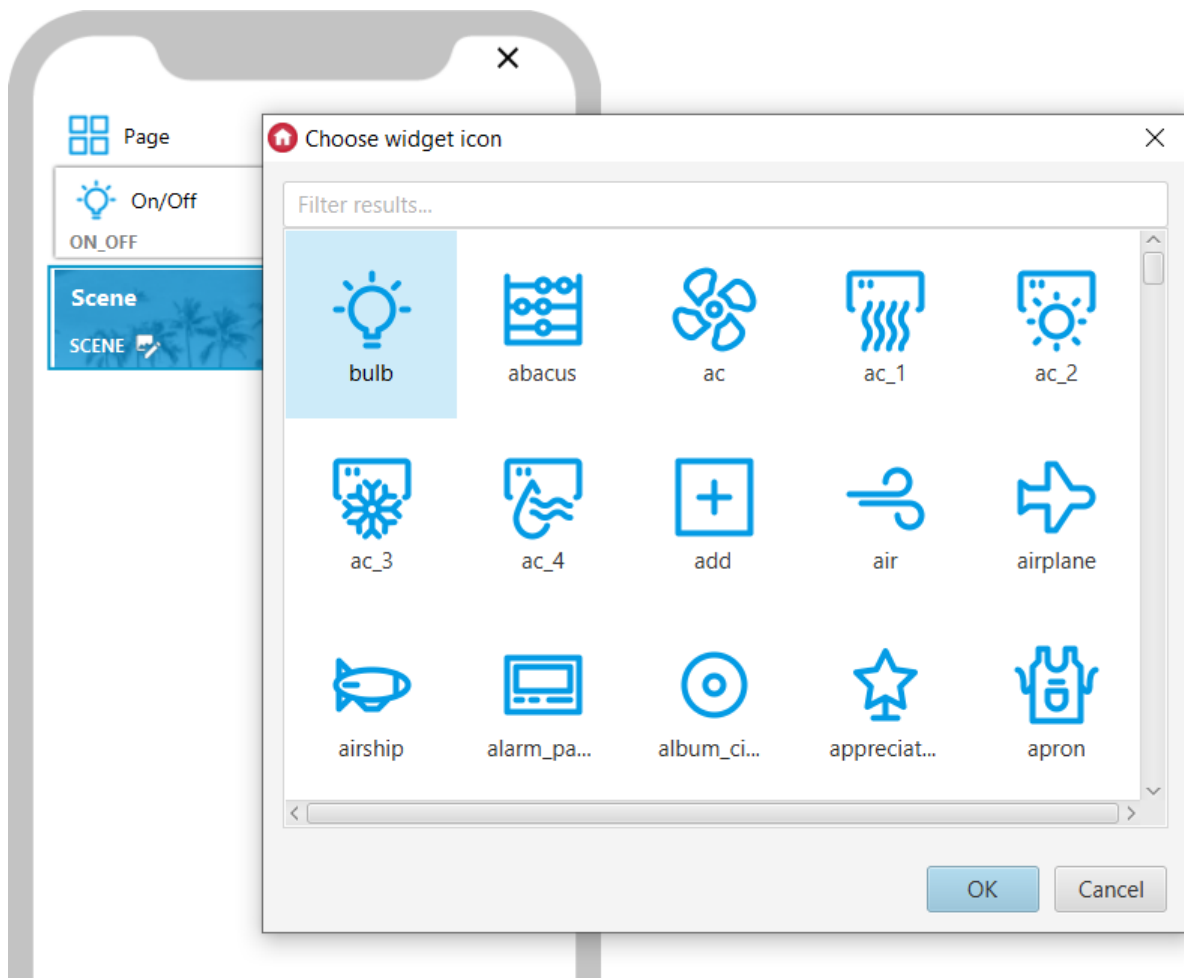 Page
On/Off
ON_OFF
Scene
SCENE
Choose widget icon
Filter results...
bulb abacus ac ac_1 ac_2
ac_3 ac_4 add air airplane
airship alarm_pa... album_ci... appreciat... apron
OK Cancel